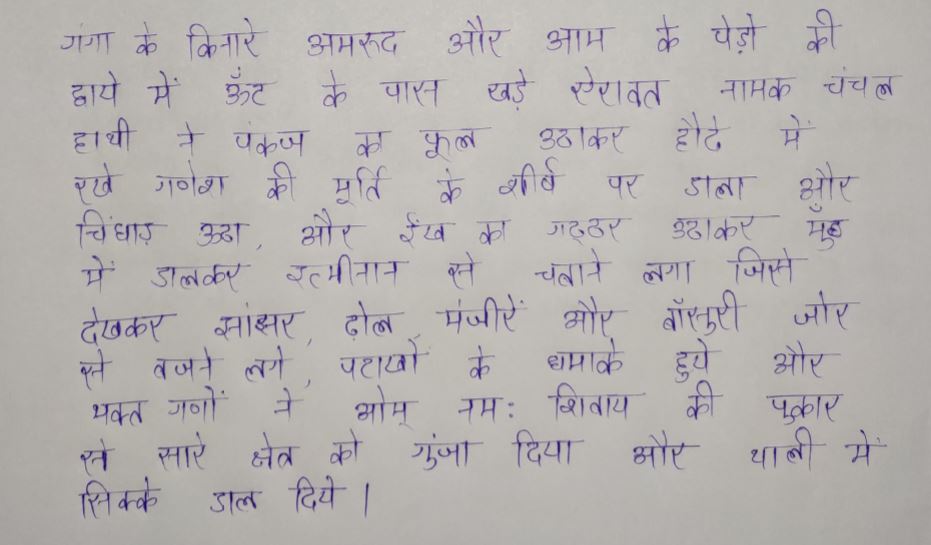 गंगा के किनारे अमरुद और आम के पेड़ो की
छाये में ऊँट के पास खड़े ऐरावत नामक चंचल
हाथी ने पंकज का फूल उठाकर हौदे में
रखे गणेश की मूर्ति के शीर्ष पर डाला और
चिंघाड़ उठा, और ईख का गट्ठर उठाकर मुँह
में डालकर इत्मीनान से चबाने लगा जिसे
देखकर झांझर, ढोल, मंजीरें और बाँसुरी जोर
से बजने लगे, पटाखों के धमाके हुये और
भक्त गणों ने ओम् नम: शिवाय की पुकार
से सारे क्षेत्र को गुंजा दिया और थाली में
सिक्के डाल दिये |